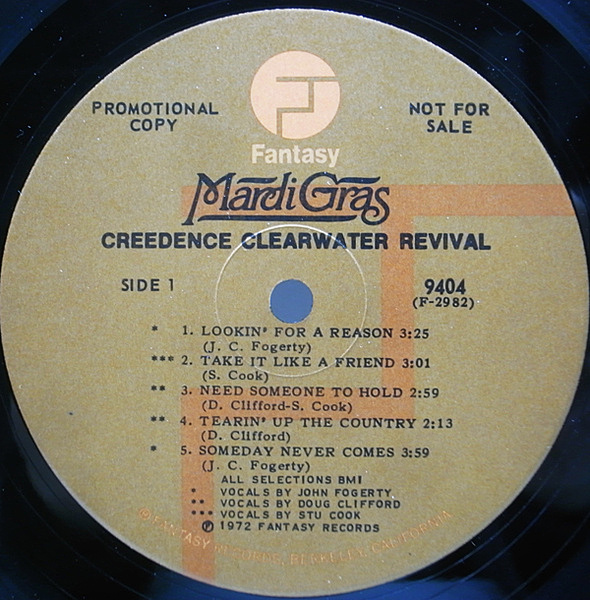 PROMOTIONAL COPY
NOT FOR SALE
Fantasy
Mardi Gras
CREEDENCE CLEARWATER REVIVAL
SIDE 1
9404
(F-2982)
* 1. LOOKIN' FOR A REASON 3:25
(J. C. Fogerty)
*** 2. TAKE IT LIKE A FRIEND 3:01
(S. Cook)
** 3. NEED SOMEONE TO HOLD 2:59
(D. Clifford-S. Cook)
** 4. TEARIN' UP THE COUNTRY 2:13
(D. Clifford)
* 5. SOMEDAY NEVER COMES 3:59
(J. C. Fogerty)
ALL SELECTIONS BMI
* VOCALS BY JOHN FOGERTY
** VOCALS BY DOUG CLIFFORD
*** VOCALS BY STU COOK
℗ 1972 FANTASY RECORDS
FANTASY RECORDS, BERKELEY, CALIFORNIA